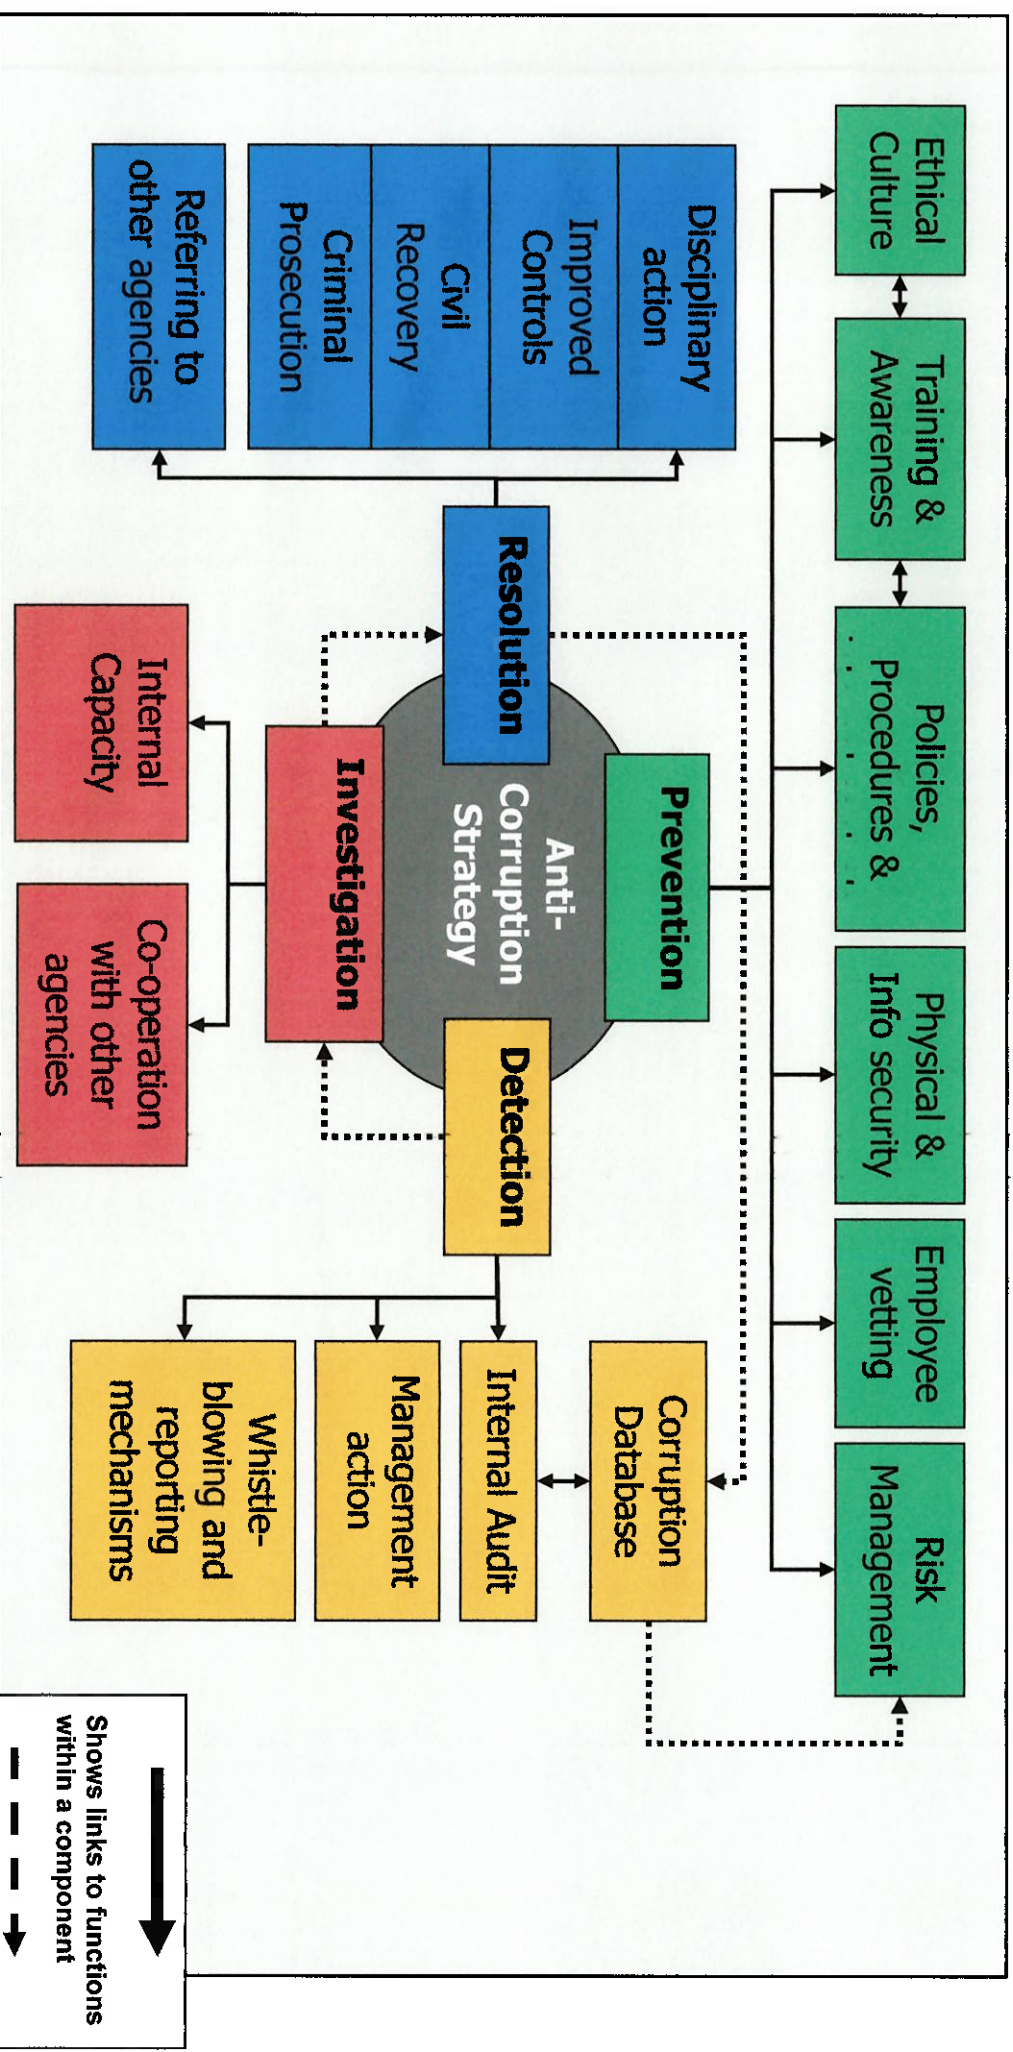 Ethical
Culture
Training &
Awareness
Policies,
Procedures &
Physical &
Info security
Employee
vetting
Risk
Management
Prevention
Disciplinary
action
Improved
Controls
Civil
Recovery
Criminal
Prosecution
Referring to
other agencies
Resolution
Anti-
Corruption
Strategy
Detection
Corruption
Database
Internal Audit
Management
action
Whistle-
blowing and
reporting
mechanisms
Investigation
Internal
Capacity
Co-operation
with other
agencies
Shows links to functions
within a component